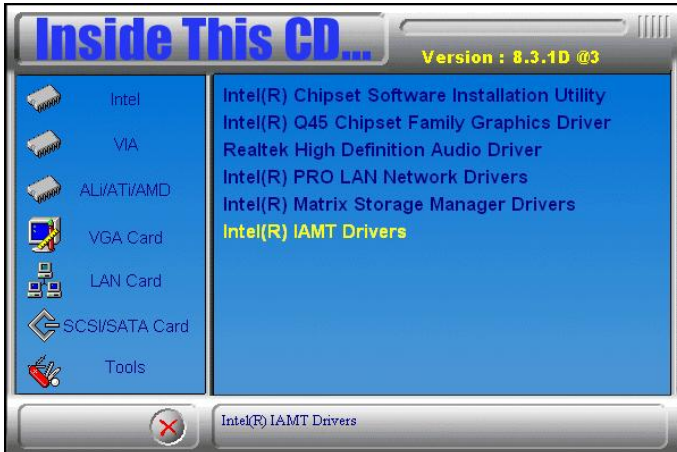 Inside This CD...
Version : 8.3.1D @3
Intel
VIA
ALi/ATi/AMD
VGA Card
LAN Card
SCSI/SATA Card
Tools
Intel(R) Chipset Software Installation Utility
Intel(R) Q45 Chipset Family Graphics Driver
Realtek High Definition Audio Driver
Intel(R) PRO LAN Network Drivers
Intel(R) Matrix Storage Manager Drivers
Intel(R) IAMT Drivers
Intel(R) IAMT Drivers